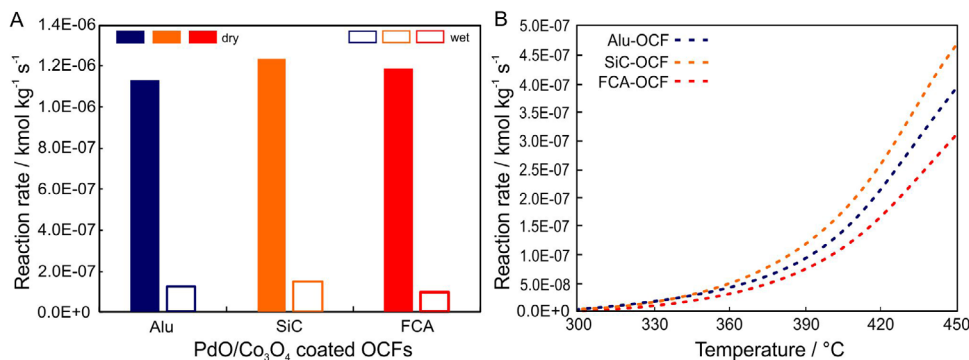 A
Reaction rate / kmol kg⁻¹ s⁻¹
1.4E-06
1.2E-06
1.0E-06
8.0E-07
6.0E-07
4.0E-07
2.0E-07
0.0E+0
dry
wet
Alu SiC FCA
PdO/Co₃O₄ coated OCFs
B
Reaction rate / kmol kg⁻¹ s⁻¹
5.0E-07
4.5E-07
4.0E-07
3.5E-07
3.0E-07
2.5E-07
2.0E-07
1.5E-07
1.0E-07
5.0E-08
0.0E+0
Alu-OCF
SiC-OCF
FCA-OCF
300 330 360 390 420 450
Temperature / °C